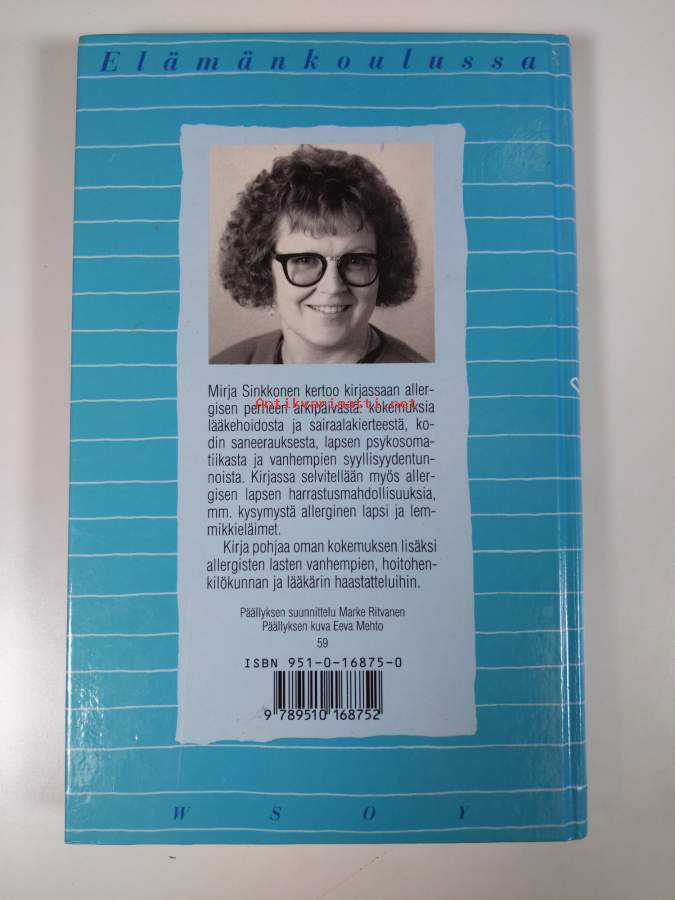 Elämänkoulussa
Mirja Sinkkonen kertoo kirjassaan aller-
gisen perheen arkipäivästä: kokemuksia
Antikvariaatti.net
lääkehoidosta ja sairaalakierteestä, ko-
din saneerauksesta, lapsen psykosoma-
tiikasta ja vanhempien syyllisyydentun-
noista. Kirjassa selvitellään myös aller-
gisen lapsen harrastusmahdollisuuksia,
mm. kysymystä allerginen lapsi ja lem-
mikkieläimet.
Kirja pohjaa oman kokemuksen lisäksi
allergisten lasten vanhempien, hoitohen-
kilökunnan ja lääkärin haastatteluihin.
Päällyksen suunnittelu Marke Ritvanen
Päällyksen kuva Eeva Mehto
59
ISBN 951-0-16875-0
9 789510 168752
WSOY